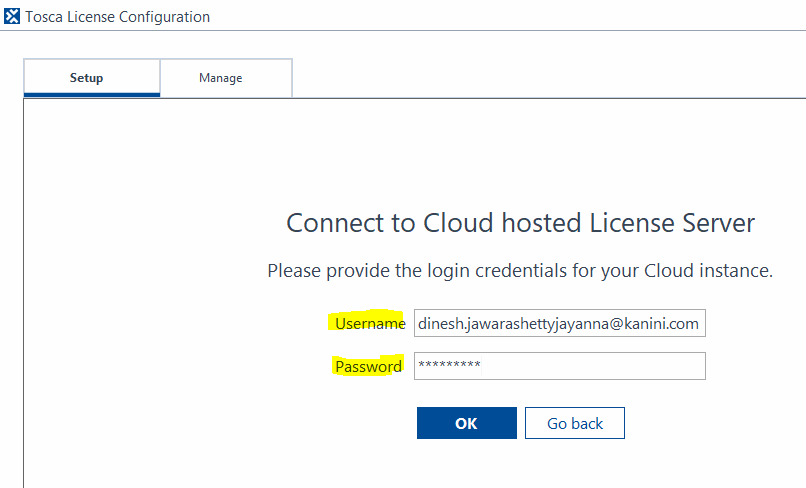 Tosca License Configuration
Setup
Manage
Connect to Cloud hosted License Server
Please provide the login credentials for your Cloud instance.
Username dinesh.jawarashettyjayanna@kanini.com
Password *********
OK Go back